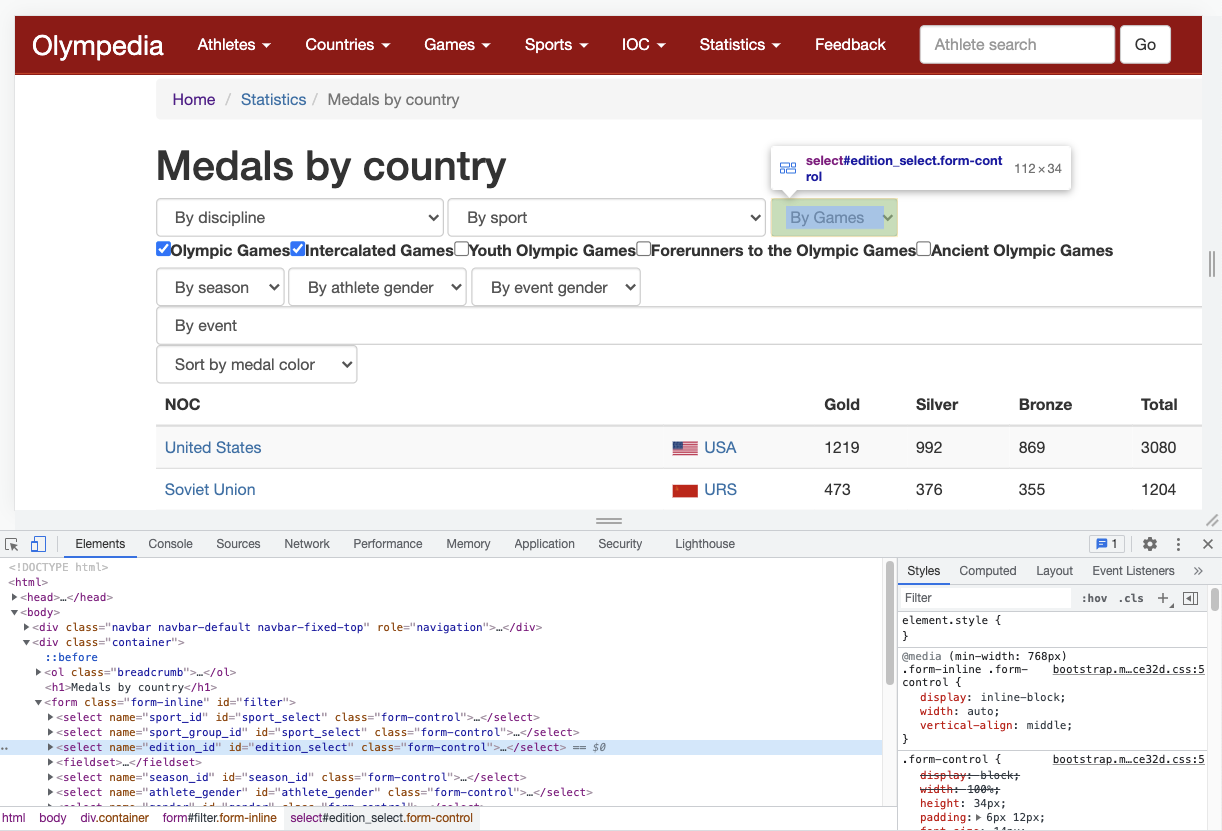 Olympedia Athletes Countries Games Sports IOC Statistics Feedback Athlete search Go
Home / Statistics / Medals by country
Medals by country
select#edition_select.form-cont
rol
112 × 34
By discipline By sport By Games
Olympic Games Intercalated Games Youth Olympic Games Forerunners to the Olympic Games Ancient Olympic Games
By season By athlete gender By event gender
By event
Sort by medal color
NOC Gold Silver Bronze Total
United States USA 1219 992 869 3080
Soviet Union URS 473 376 355 1204
Elements Console Sources Network Performance Memory Application Security Lighthouse 1
<!DOCTYPE html>
<html>
<head>…</head>
<body>
<div class="navbar navbar-default navbar-fixed-top" role="navigation">…</div>
<div class="container">
::before
<ol class="breadcrumb">…</ol>
<h1>Medals by country</h1>
<form class="form-inline" id="filter">
<select name="sport_id" id="sport_select" class="form-control">…</select>
<select name="sport_group_id" id="sport_select" class="form-control">…</select>
<select name="edition_id" id="edition_select" class="form-control">…</select> == $0
<fieldset>…</fieldset>
<select name="season_id" id="season_id" class="form-control">…</select>
<select name="athlete_gender" id="athlete_gender" class="form-control">…</select>
html body div.container form#filter.form-inline select#edition_select.form-control
Styles Computed Layout Event Listeners »
Filter :hov .cls +
element.style {
}
@media (min-width: 768px)
.form-inline .form- bootstrap.m…ce32d.css:5
control {
display: inline-block;
width: auto;
vertical-align: middle;
}
.form-control { bootstrap.m…ce32d.css:5
display: block;
width: 100%;
height: 34px;
padding: 6px 12px;